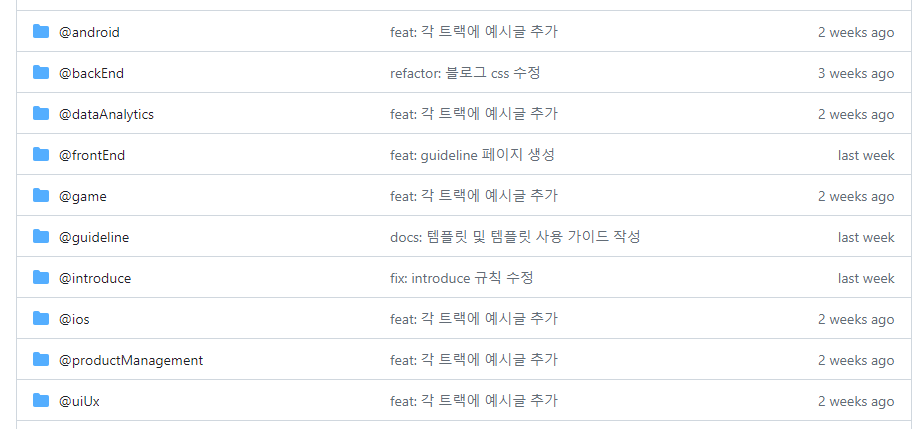 @android feat: 각 트랙에 예시글 추가 2 weeks ago
@backEnd refactor: 블로그 css 수정 3 weeks ago
@dataAnalytics feat: 각 트랙에 예시글 추가 2 weeks ago
@frontEnd feat: guideline 페이지 생성 last week
@game feat: 각 트랙에 예시글 추가 2 weeks ago
@guideline docs: 템플릿 및 템플릿 사용 가이드 작성 last week
@introduce fix: introduce 규칙 수정 last week
@ios feat: 각 트랙에 예시글 추가 2 weeks ago
@productManagement feat: 각 트랙에 예시글 추가 2 weeks ago
@uiUx feat: 각 트랙에 예시글 추가 2 weeks ago